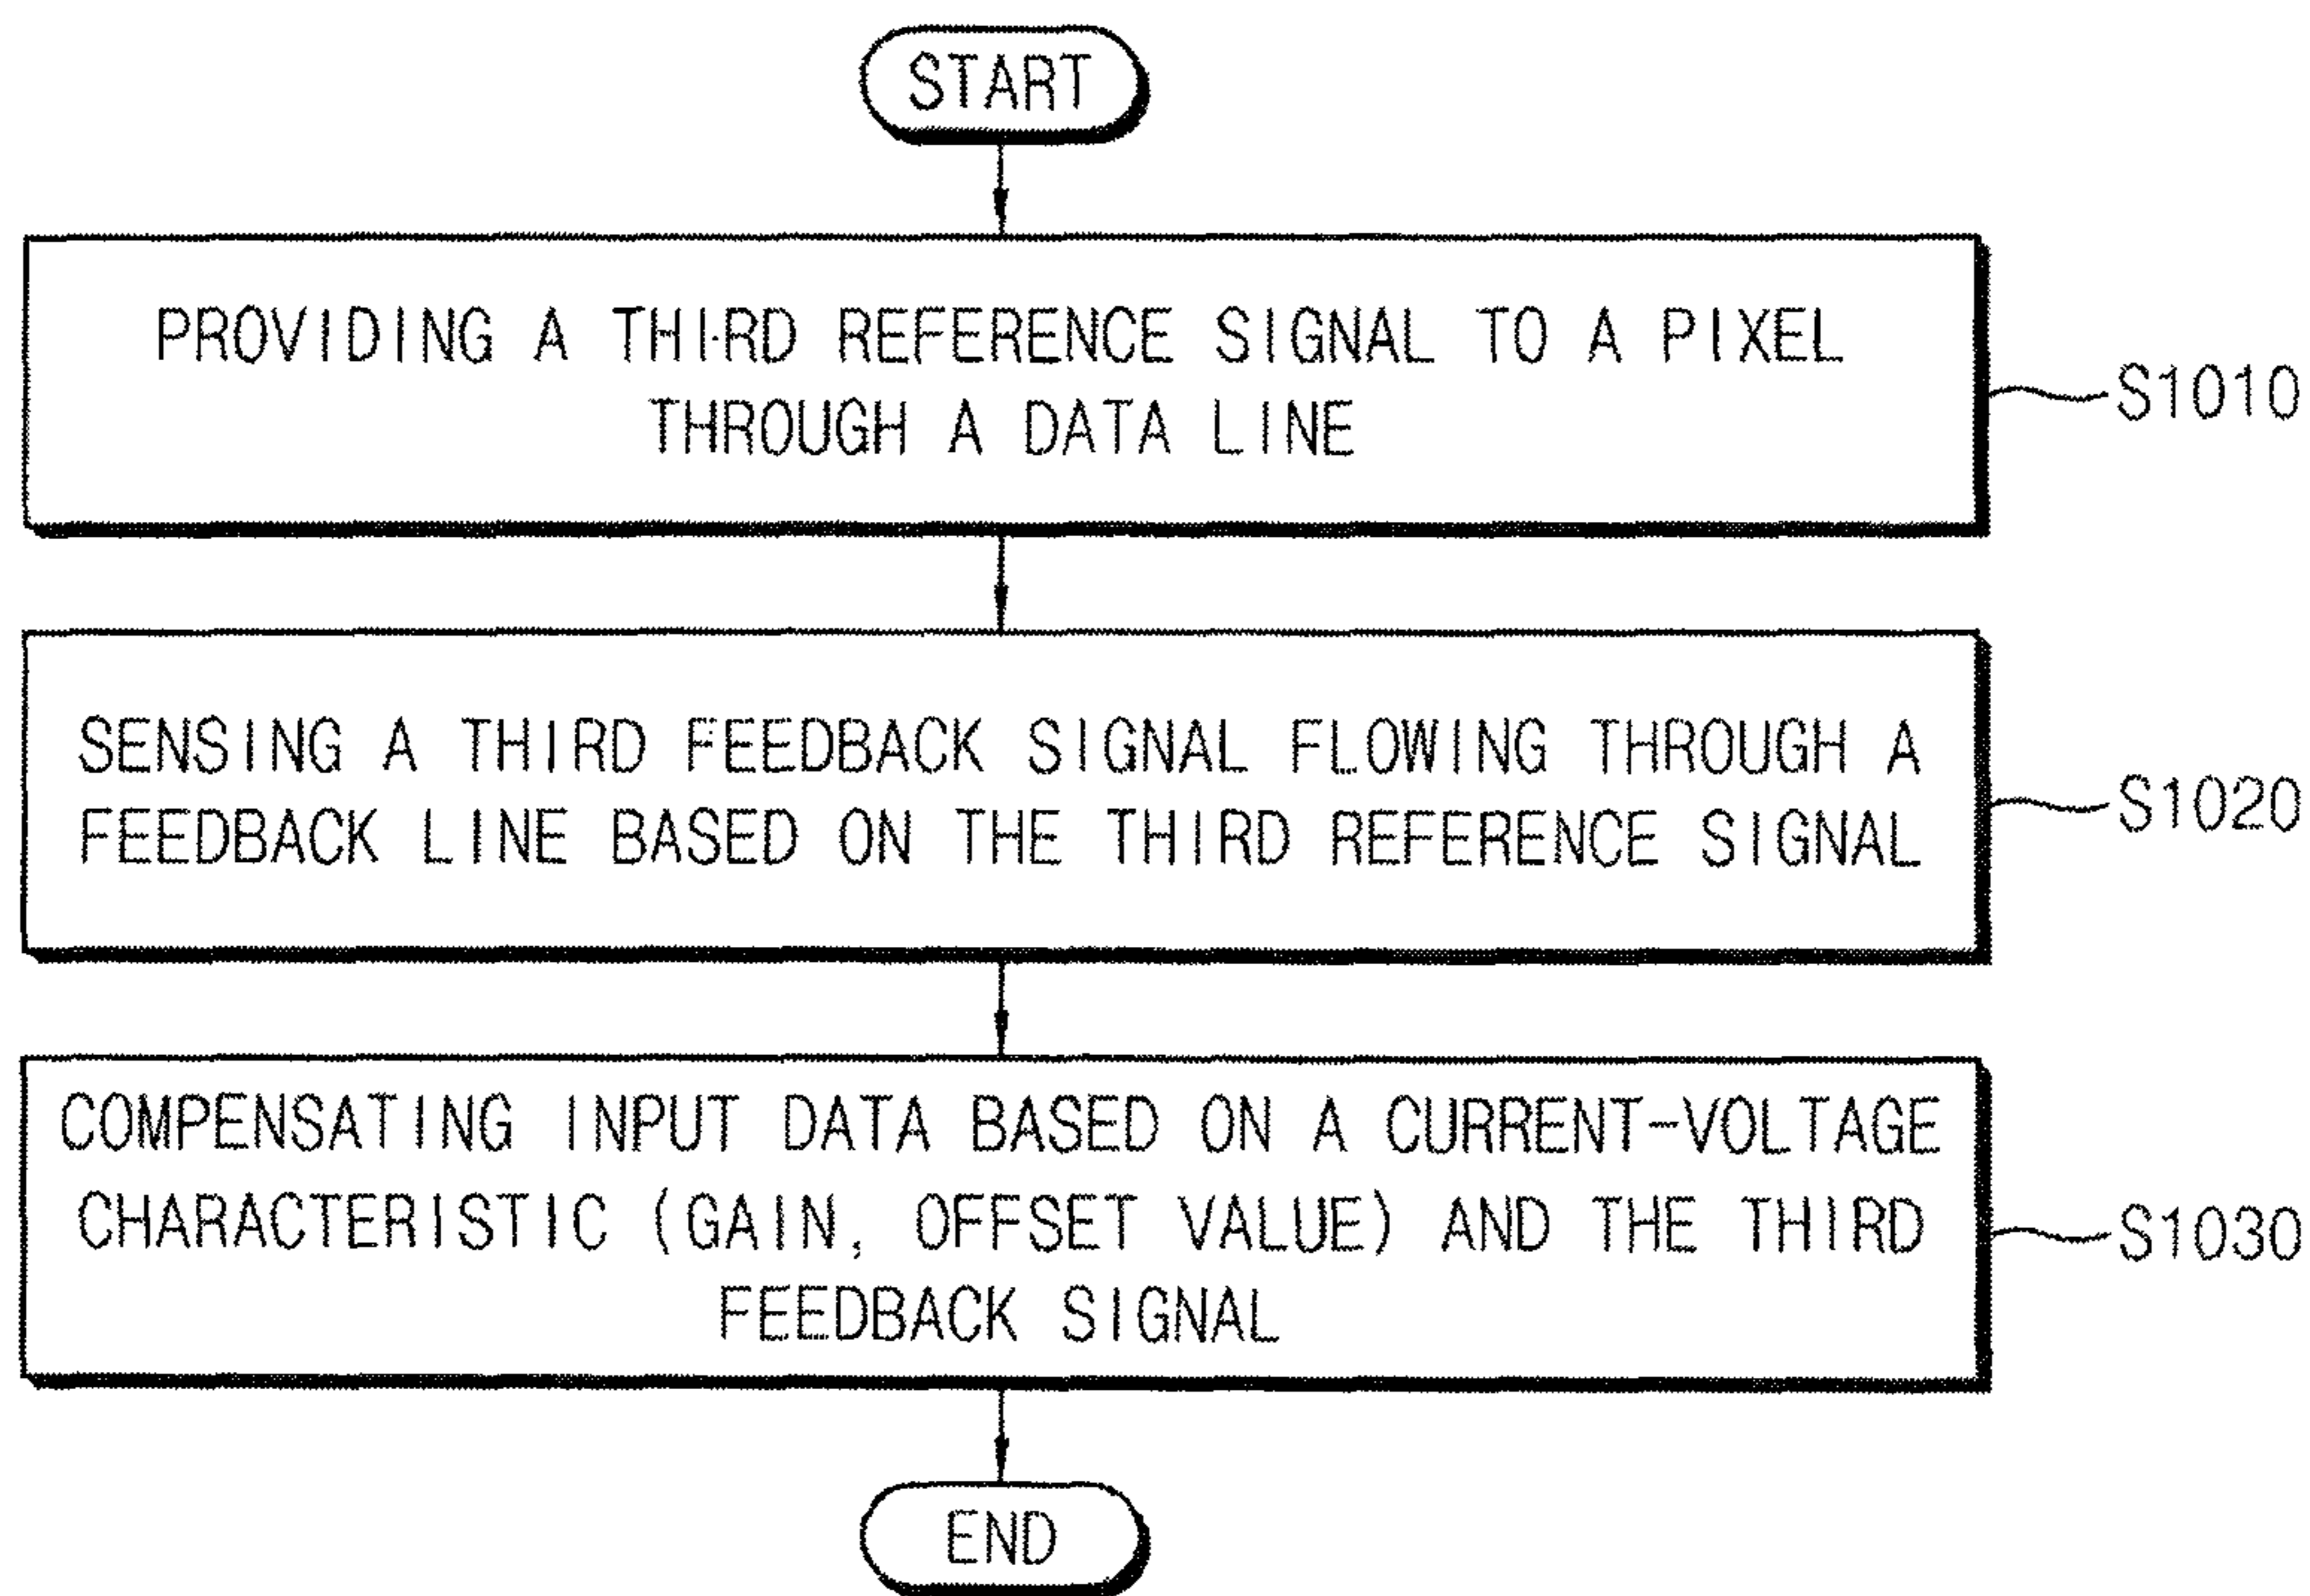 START
PROVIDING A THIRD REFERENCE SIGNAL TO A PIXEL
THROUGH A DATA LINE
S1010
SENSING A THIRD FEEDBACK SIGNAL FLOWING THROUGH A
FEEDBACK LINE BASED ON THE THIRD REFERENCE SIGNAL
S1020
COMPENSATING INPUT DATA BASED ON A CURRENT-VOLTAGE
CHARACTERISTIC (GAIN, OFFSET VALUE) AND THE THIRD
FEEDBACK SIGNAL
S1030
END